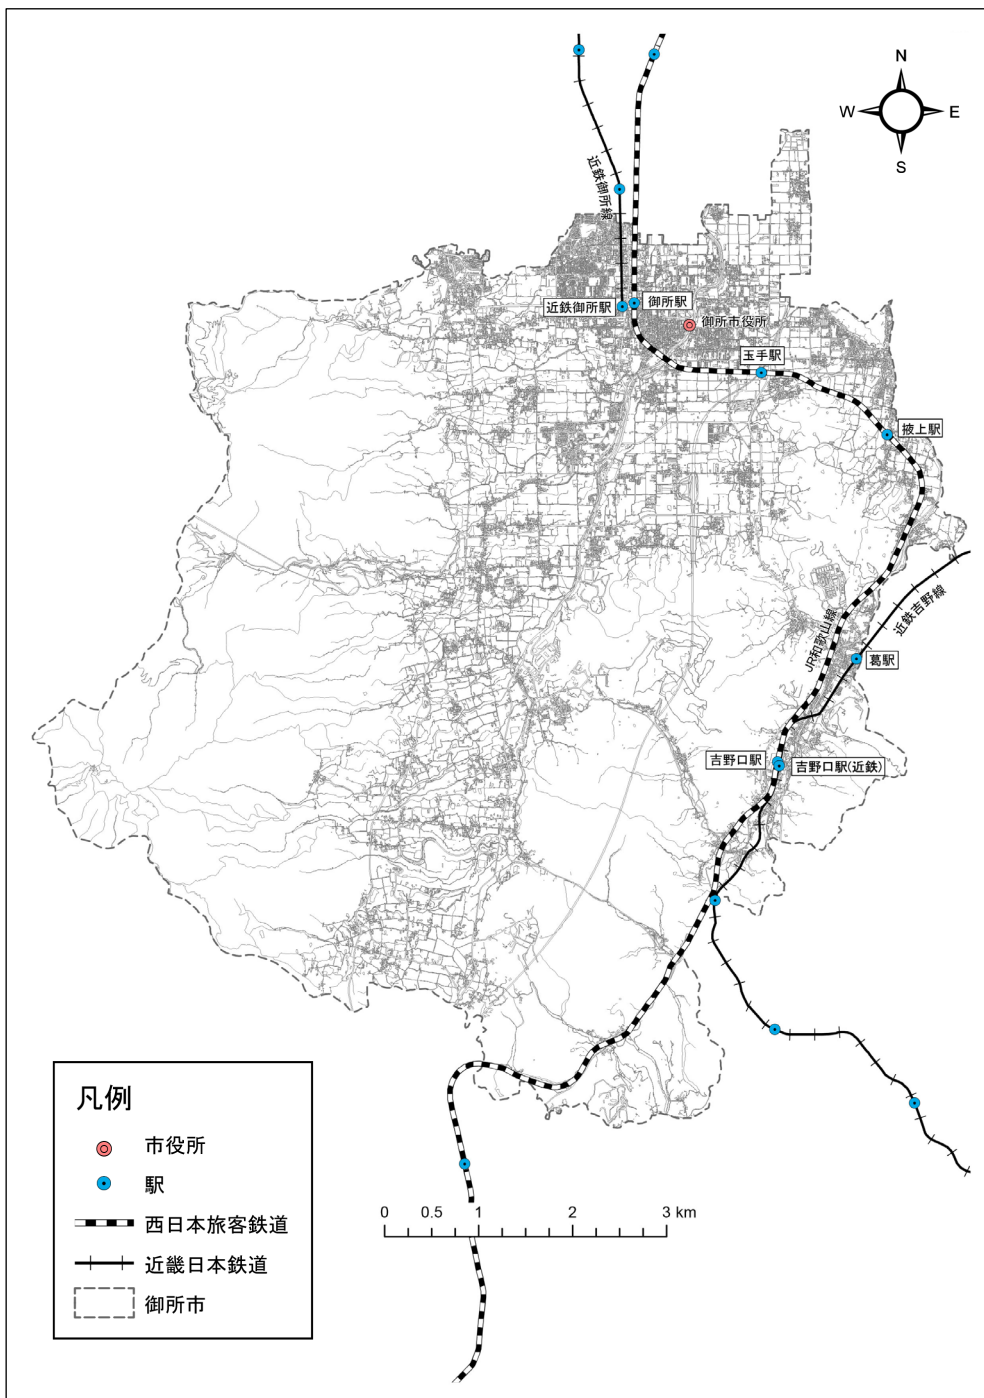 N
W
E
S
近鉄御所線
近鉄御所駅
御所駅
御所市役所
玉手駅
掖上駅
近鉄吉野線
JR和歌山線
葛駅
吉野口駅
吉野口駅(近鉄)
凡例
市役所
駅
西日本旅客鉄道
近畿日本鉄道
御所市
0 0.5 1 2 3 km